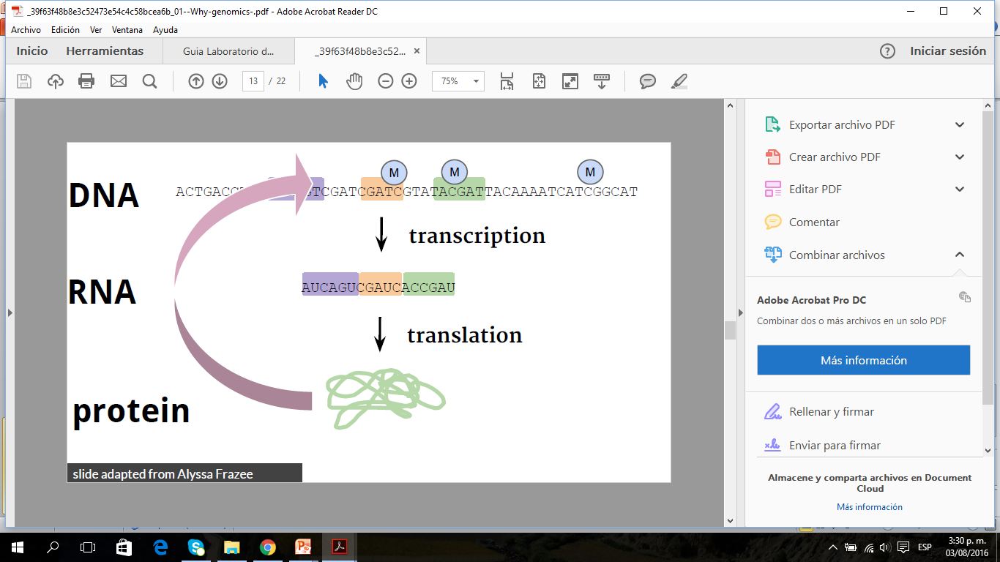 _39f63f48b8e3c52473e54c4c58bcea6b_01--Why-genomics-.pdf - Adobe Acrobat Reader DC
Archivo Edición Ver Ventana Ayuda
Inicio Herramientas Guia Laboratorio d... _39f63f48b8e3c52... × ? Iniciar sesión
13 / 22 75%
M M M
DNA ACTGACCT GTCGATCGATCGTATACGATTACAAAATCATCGGCAT
transcription
RNA AUCAGUCGAUCACCGAU
translation
protein
slide adapted from Alyssa Frazee
Exportar archivo PDF
Crear archivo PDF
Editar PDF
Comentar
Combinar archivos
Adobe Acrobat Pro DC
Combinar dos o más archivos en un solo PDF
Más información
Rellenar y firmar
Enviar para firmar
Almacene y comparta archivos en Document
Cloud
Más información
ESP 3:30 p. m.
03/08/2016